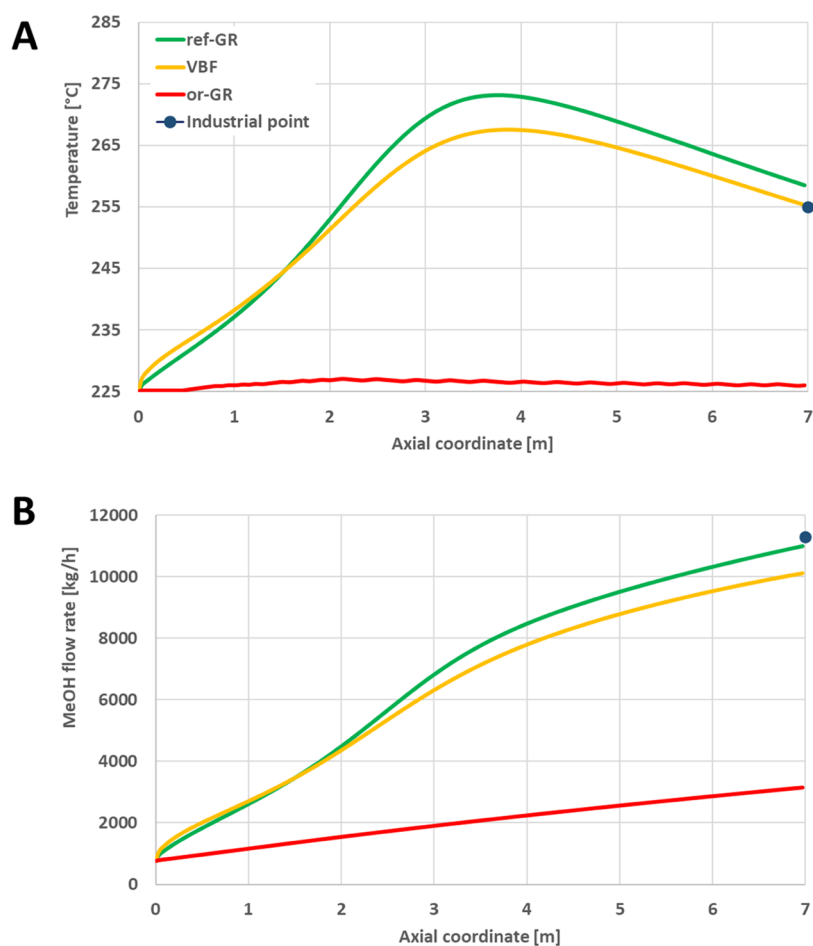 A
285
275
265
255
245
235
225
Temperature [°C]
ref-GR
VBF
or-GR
Industrial point
0 1 2 3 4 5 6 7
Axial coordinate [m]
B
12000
10000
8000
6000
4000
2000
0
MeOH flow rate [kg/h]
0 1 2 3 4 5 6 7
Axial coordinate [m]